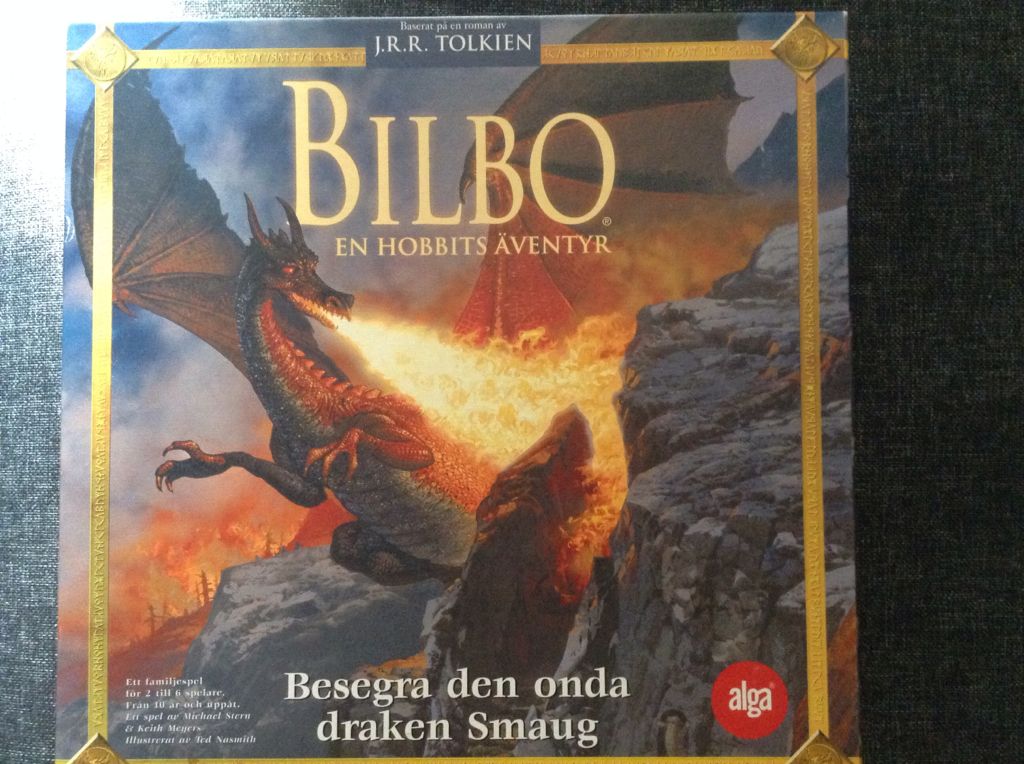 Baserat på en roman av
J.R.R. TOLKIEN
BILBO®
EN HOBBITS ÄVENTYR
Ett familjespel
för 2 till 6 spelare.
Från 10 år och uppåt.
Ett spel av Michael Stern
& Keith Meyers
Illustrerat av Ted Nasmith
Besegra den onda
draken Smaug
alga®